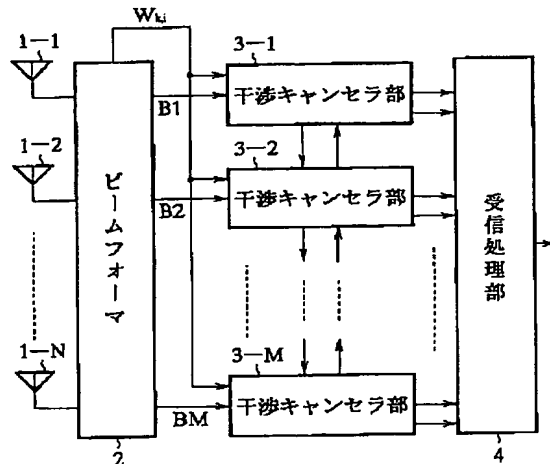 Wki
1-1
3-1
干渉キャンセラ部
B1
1-2
3-2
干渉キャンセラ部
B2
ビームフォーマ
受信処理部
1-N
3-M
干渉キャンセラ部
BM
2
4